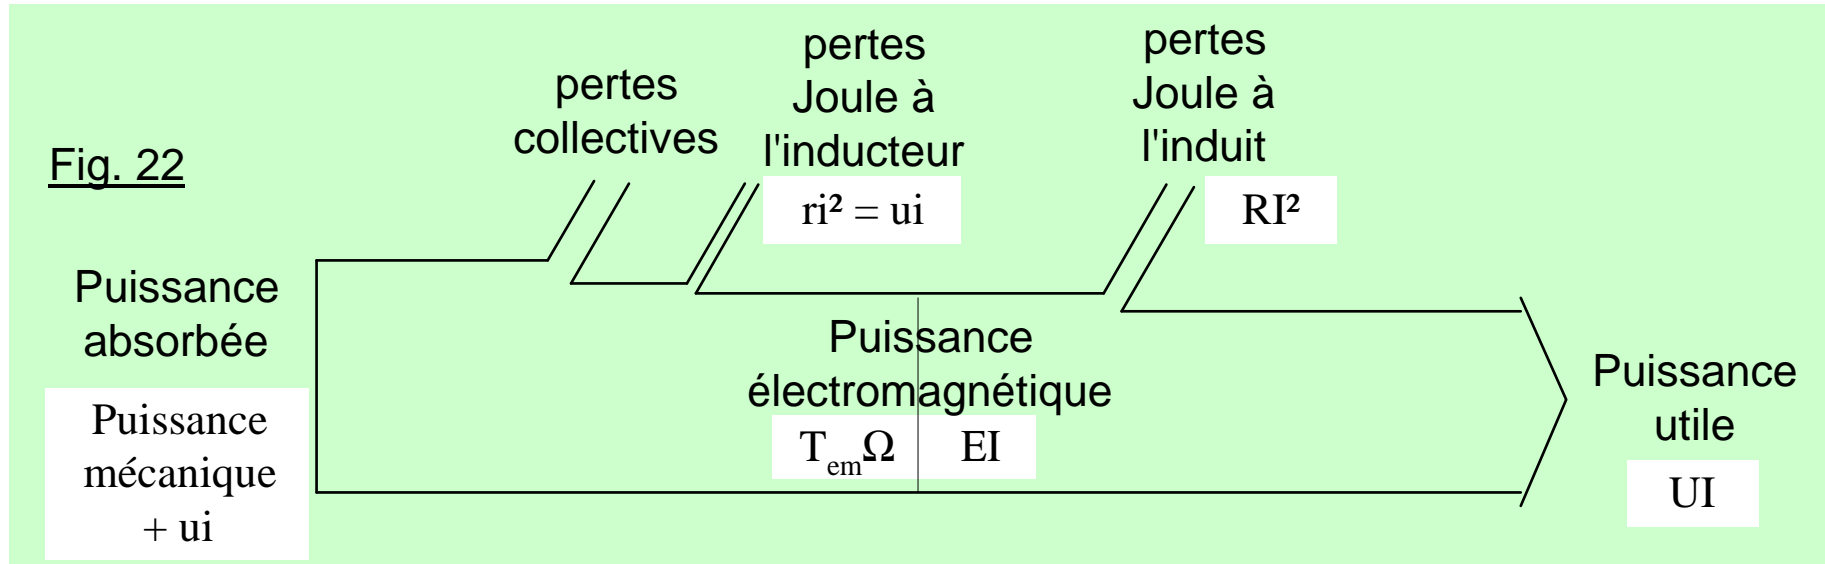 Fig. 22
pertes
collectives
pertes
Joule à
l'inducteur
ri² = ui
pertes
Joule à
l'induit
RI²
Puissance
absorbée
Puissance
mécanique
+ ui
Puissance
électromagnétique
TemΩ EI
Puissance
utile
UI